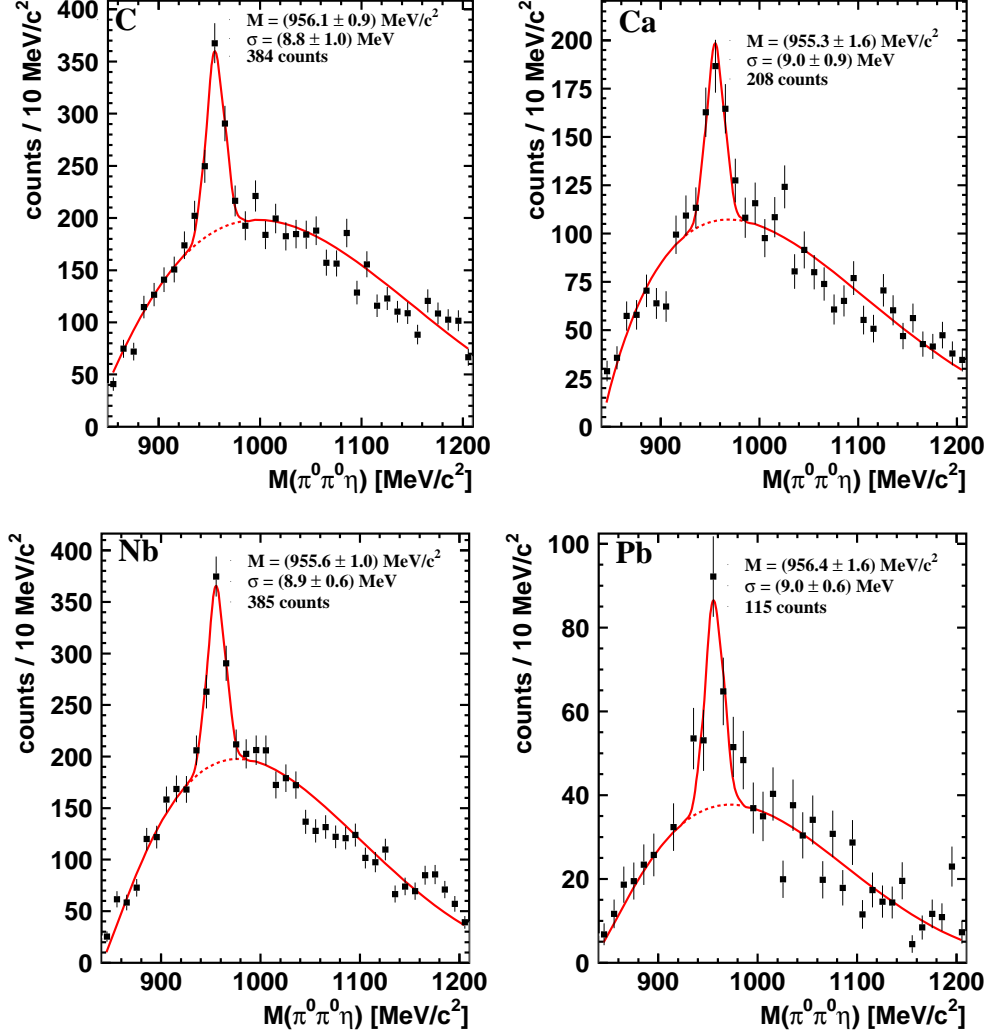 C
M = (956.1 ± 0.9) MeV/c²
σ = (8.8 ± 1.0) MeV
384 counts
counts / 10 MeV/c²
400
350
300
250
200
150
100
50
0
900 1000 1100 1200
M(π⁰π⁰η) [MeV/c²]
Ca
M = (955.3 ± 1.6) MeV/c²
σ = (9.0 ± 0.9) MeV
208 counts
counts / 10 MeV/c²
200
175
150
125
100
75
50
25
0
900 1000 1100 1200
M(π⁰π⁰η) [MeV/c²]
Nb
M = (955.6 ± 1.0) MeV/c²
σ = (8.9 ± 0.6) MeV
385 counts
counts / 10 MeV/c²
400
350
300
250
200
150
100
50
0
900 1000 1100 1200
M(π⁰π⁰η) [MeV/c²]
Pb
M = (956.4 ± 1.6) MeV/c²
σ = (9.0 ± 0.6) MeV
115 counts
counts / 10 MeV/c²
100
80
60
40
20
0
900 1000 1100 1200
M(π⁰π⁰η) [MeV/c²]